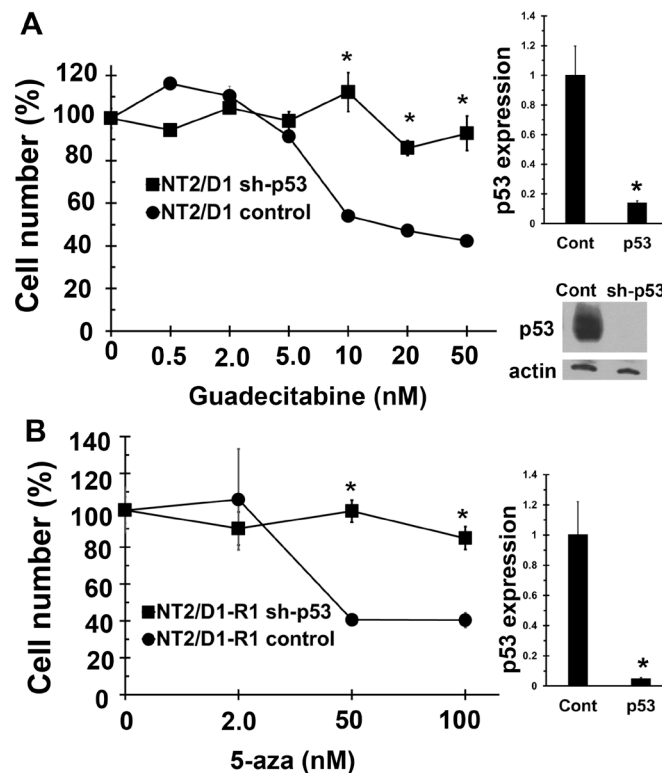 A
Cell number (%)
120
100
80
60
40
20
0
NT2/D1 sh-p53
NT2/D1 control
*
*
*
0 0.5 2.0 5.0 10 20 50
Guadecitabine (nM)
p53 expression
1.4
1.2
1
0.8
0.6
0.4
0.2
0
*
Cont p53
Cont sh-p53
p53
actin
B
Cell number (%)
140
120
100
80
60
40
20
0
NT2/D1-R1 sh-p53
NT2/D1-R1 control
*
*
0 2.0 50 100
5-aza (nM)
p53 expression
1.4
1.2
1
0.8
0.6
0.4
0.2
0
*
Cont p53